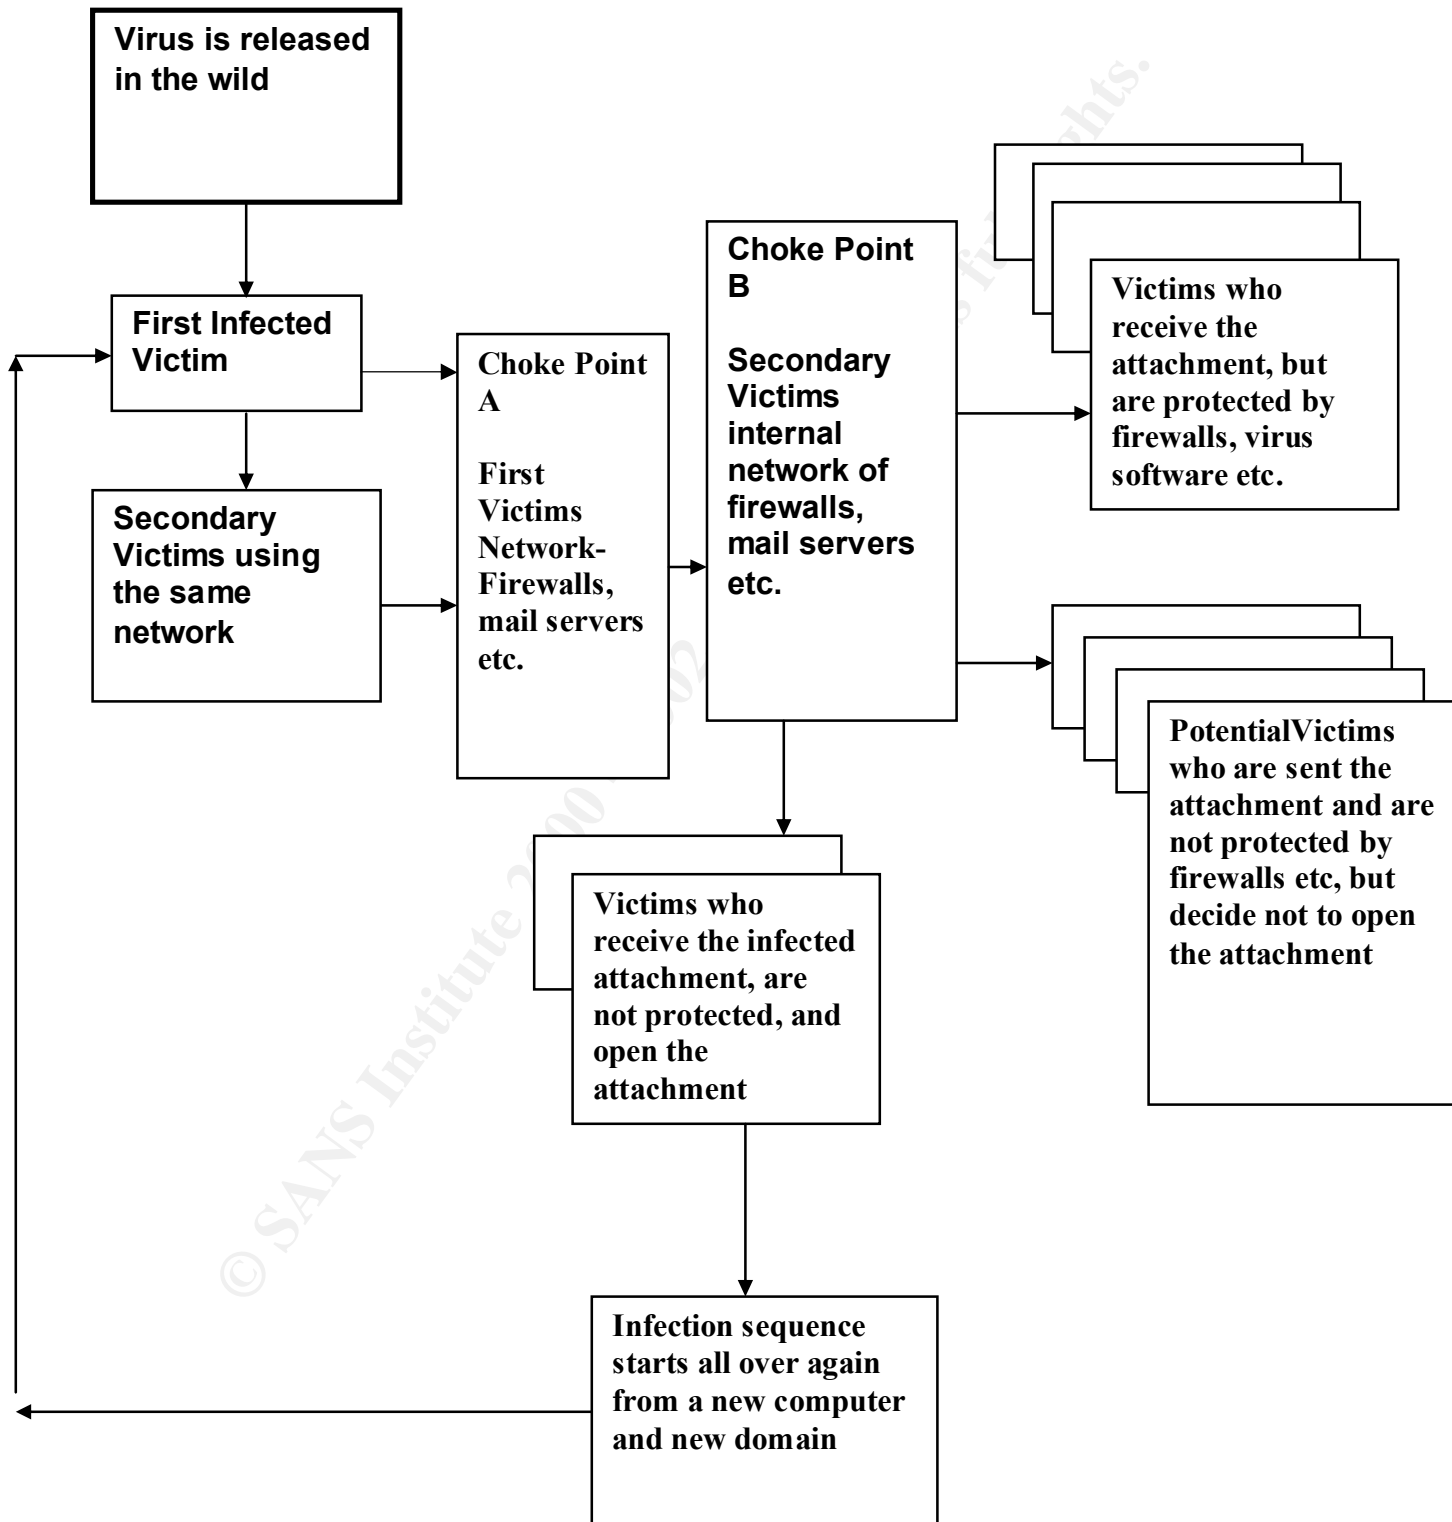 Virus is released
in the wild
First Infected
Victim
Secondary
Victims using
the same
network
Choke Point
A
First
Victims
Network-
Firewalls,
mail servers
etc.
Choke Point
B
Secondary
Victims
internal
network of
firewalls,
mail servers
etc.
Victims who
receive the
attachment, but
are protected by
firewalls, virus
software etc.
PotentialVictims
who are sent the
attachment and are
not protected by
firewalls etc, but
decide not to open
the attachment
Victims who
receive the infected
attachment, are
not protected, and
open the
attachment
Infection sequence
starts all over again
from a new computer
and new domain
© SANS Institute